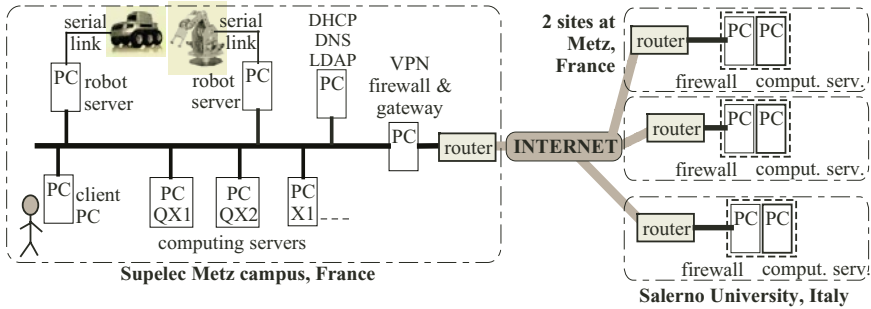 serial
link
serial
link
DHCP
DNS
LDAP
PC
robot
server
robot
server
PC
PC
VPN
firewall &
gateway
PC
router
INTERNET
PC
client
PC
PC
QX1
PC
QX2
PC
X1
computing servers
Supelec Metz campus, France
2 sites at
Metz,
France
router
PC
PC
firewall
comput. serv.
router
PC
PC
firewall
comput. serv.
router
PC
PC
firewall
comput. serv.
Salerno University, Italy